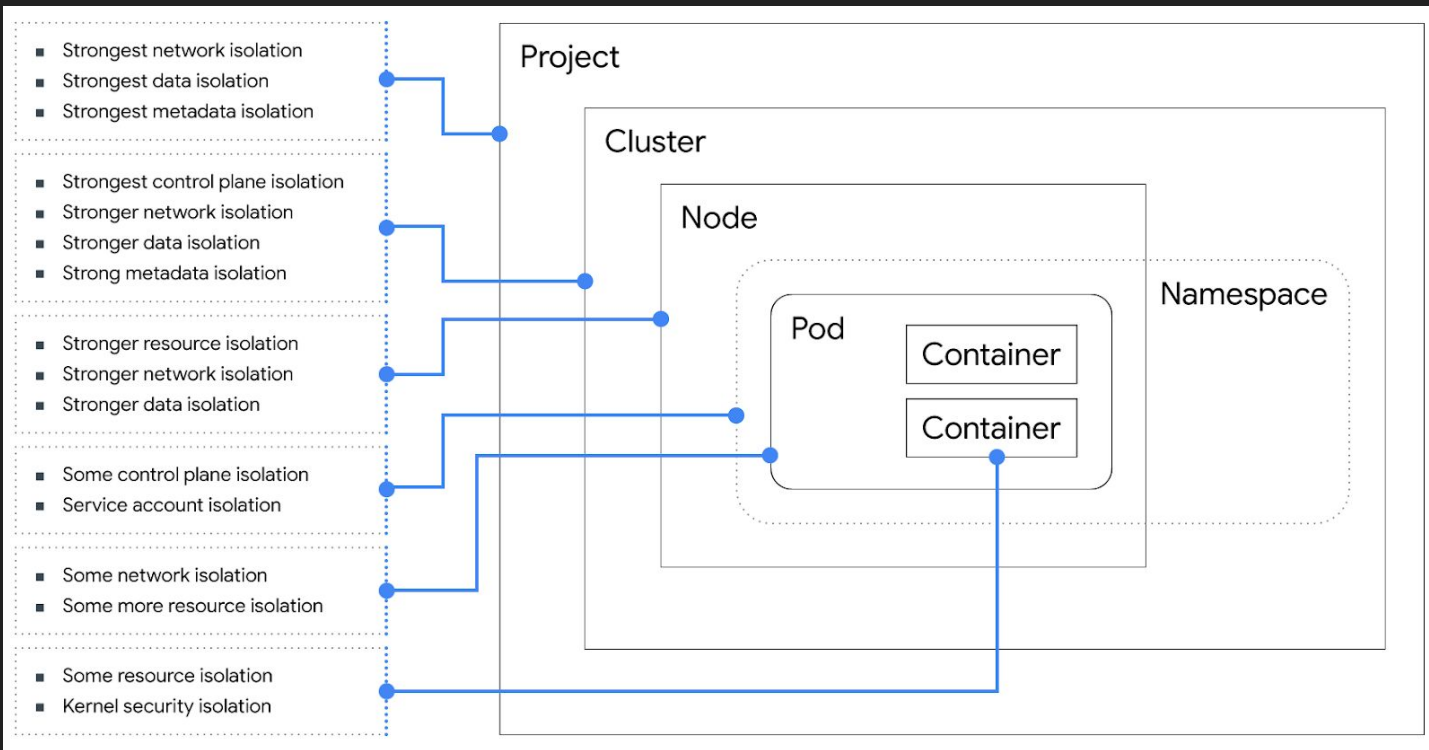 Strongest network isolation
Strongest data isolation
Strongest metadata isolation
Strongest control plane isolation
Stronger network isolation
Stronger data isolation
Strong metadata isolation
Stronger resource isolation
Stronger network isolation
Stronger data isolation
Some control plane isolation
Service account isolation
Some network isolation
Some more resource isolation
Some resource isolation
Kernel security isolation
Project
Cluster
Node
Namespace
Pod
Container
Container